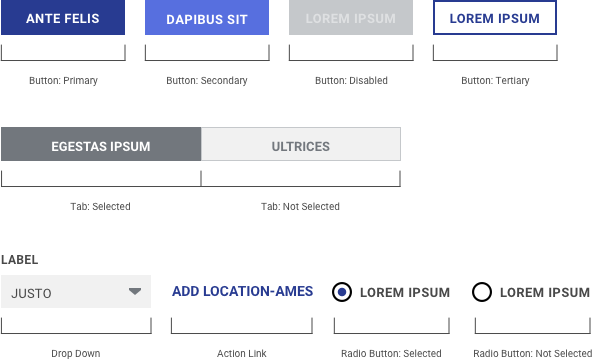 ANTE FELIS
DAPIBUS SIT
LOREM IPSUM
LOREM IPSUM
Button: Primary
Button: Secondary
Button: Disabled
Button: Tertiary
EGESTAS IPSUM
ULTRICES
Tab: Selected
Tab: Not Selected
LABEL
JUSTO
ADD LOCATION-AMES
LOREM IPSUM
LOREM IPSUM
Drop Down
Action Link
Radio Button: Selected
Radio Button: Not Selected